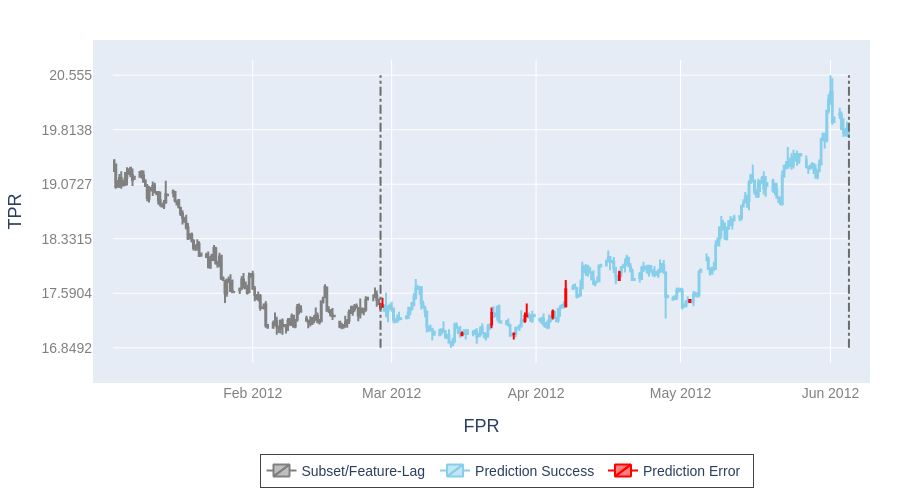 20.555
19.8138
19.0727
18.3315
17.5904
16.8492
TPR
Feb 2012 Mar 2012 Apr 2012 May 2012 Jun 2012
FPR
Subset/Feature-Lag Prediction Success Prediction Error